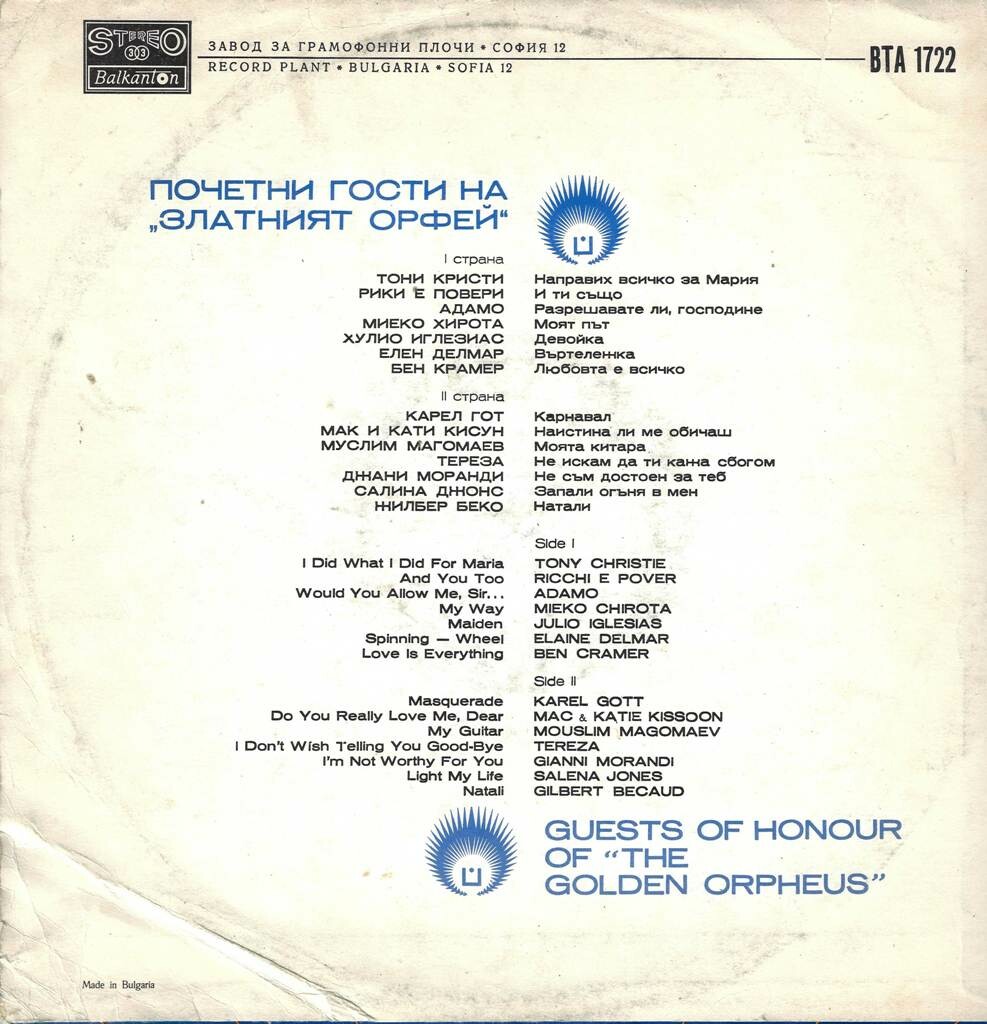 STEREO
303
Balkanton
ЗАВОД ЗА ГРАМОФОННИ ПЛОЧИ * СОФИЯ 12
RECORD PLANT * BULGARIA * SOFIA 12
ВТА 1722
ПОЧЕТНИ ГОСТИ НА
„ЗЛАТНИЯТ ОРФЕЙ“
I страна
ТОНИ КРИСТИ Направих всичко за Мария
РИКИ Е ПОВЕРИ И ти също
АДАМО Разрешавате ли, господине
МИЕКО ХИРОТА Моят път
ХУЛИО ИГЛЕЗИАС Девойка
ЕЛЕН ДЕЛМАР Въртележка
БЕН КРАМЕР Любовта е всичко
II страна
КАРЕЛ ГОТ Карнавал
МАК И КАТИ КИСУН Наистина ли ме обичаш
МУСЛИМ МАГОМАЕВ Моята китара
ТЕРЕЗА Не искам да ти кажа сбогом
ДЖАНИ МОРАНДИ Не съм достоен за теб
САЛИНА ДЖОНС Запали огъня в мен
ЖИЛБЕР БЕКО Натали
Side I
I Did What I Did For Maria TONY CHRISTIE
And You Too RICCHI E POVER
Would You Allow Me, Sir... ADAMO
My Way MIEKO CHIROTA
Maiden JULIO IGLESIAS
Spinning — Wheel ELAINE DELMAR
Love Is Everything BEN CRAMER
Side II
Masquerade KAREL GOTT
Do You Really Love Me, Dear MAC & KATIE KISSOON
My Guitar MOUSLIM MAGOMAEV
I Don't Wish Telling You Good-Bye TEREZA
I'm Not Worthy For You GIANNI MORANDI
Light My Life SALENA JONES
Natali GILBERT BECAUD
GUESTS OF HONOUR
OF “THE
GOLDEN ORPHEUS”
Made in Bulgaria